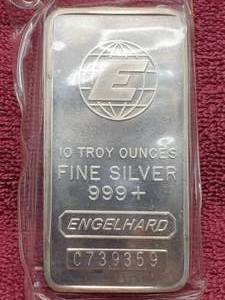 E
10 TROY OUNCES
FINE SILVER
999+
ENGELHARD
C739359